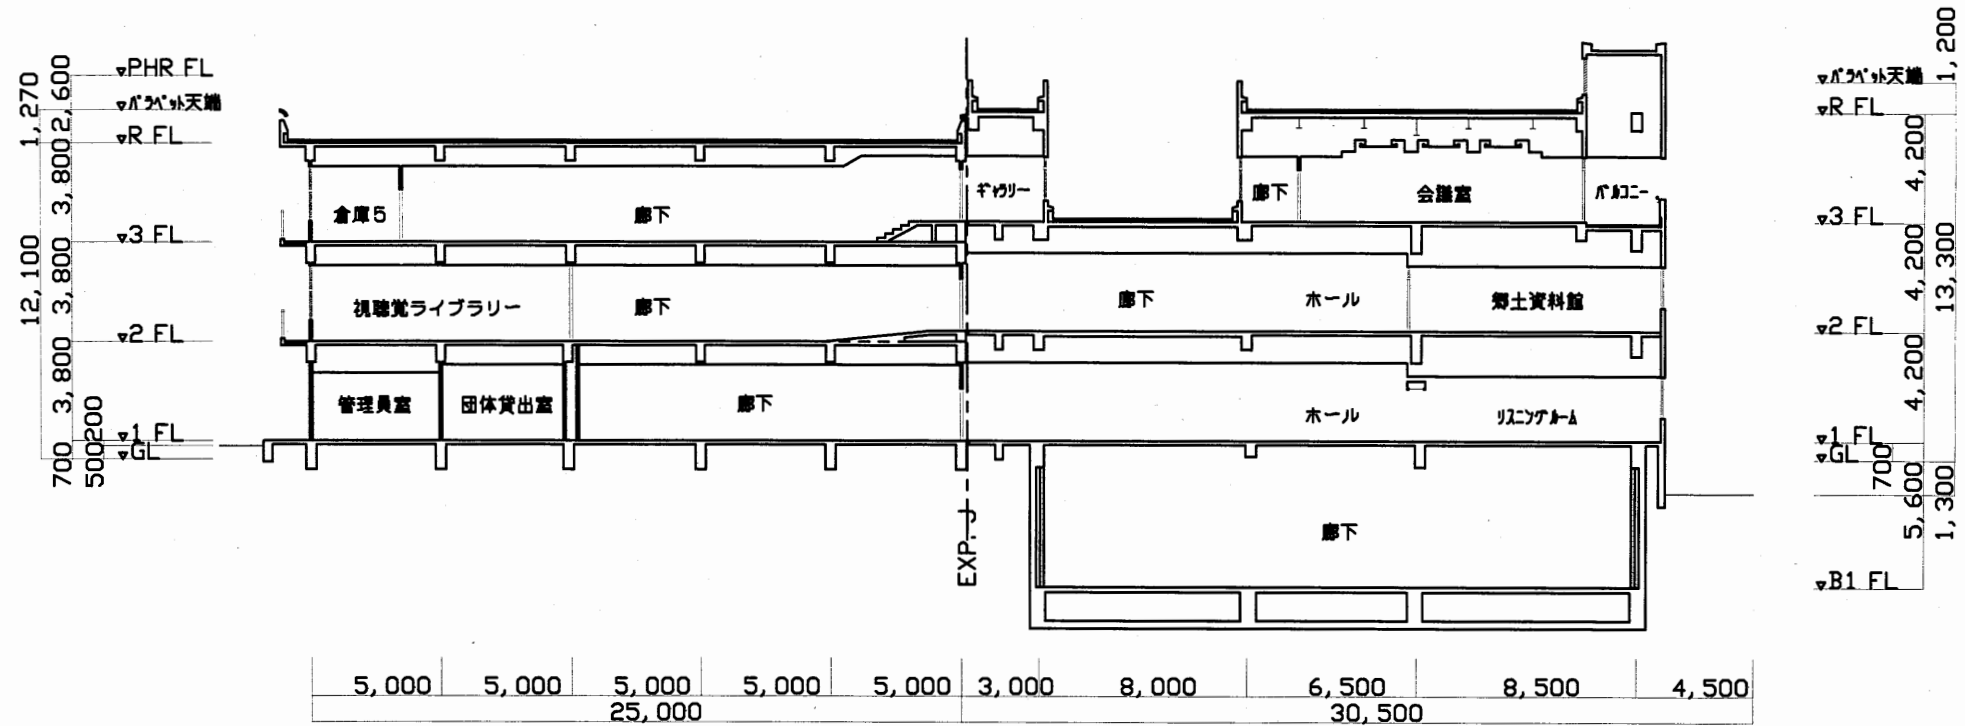 PHR FL
パラペット天端
R FL
3 FL
2 FL
1 FL
GL
1,270
12,100
2,600
3,800
3,800
3,800
700
200
500
倉庫5
廊下
視聴覚ライブラリー
廊下
管理員室
団体貸出室
廊下
EXP.J
ギャラリー
廊下
会議室
バルコニー
廊下
ホール
郷土資料館
ホール
リスニングルーム
廊下
パラペット天端
R FL
3 FL
2 FL
1 FL
GL
B1 FL
1,200
4,200
4,200
4,200
13,300
700
5,600
1,300
5,000
5,000
5,000
5,000
5,000
3,000
8,000
6,500
8,500
4,500
25,000
30,500